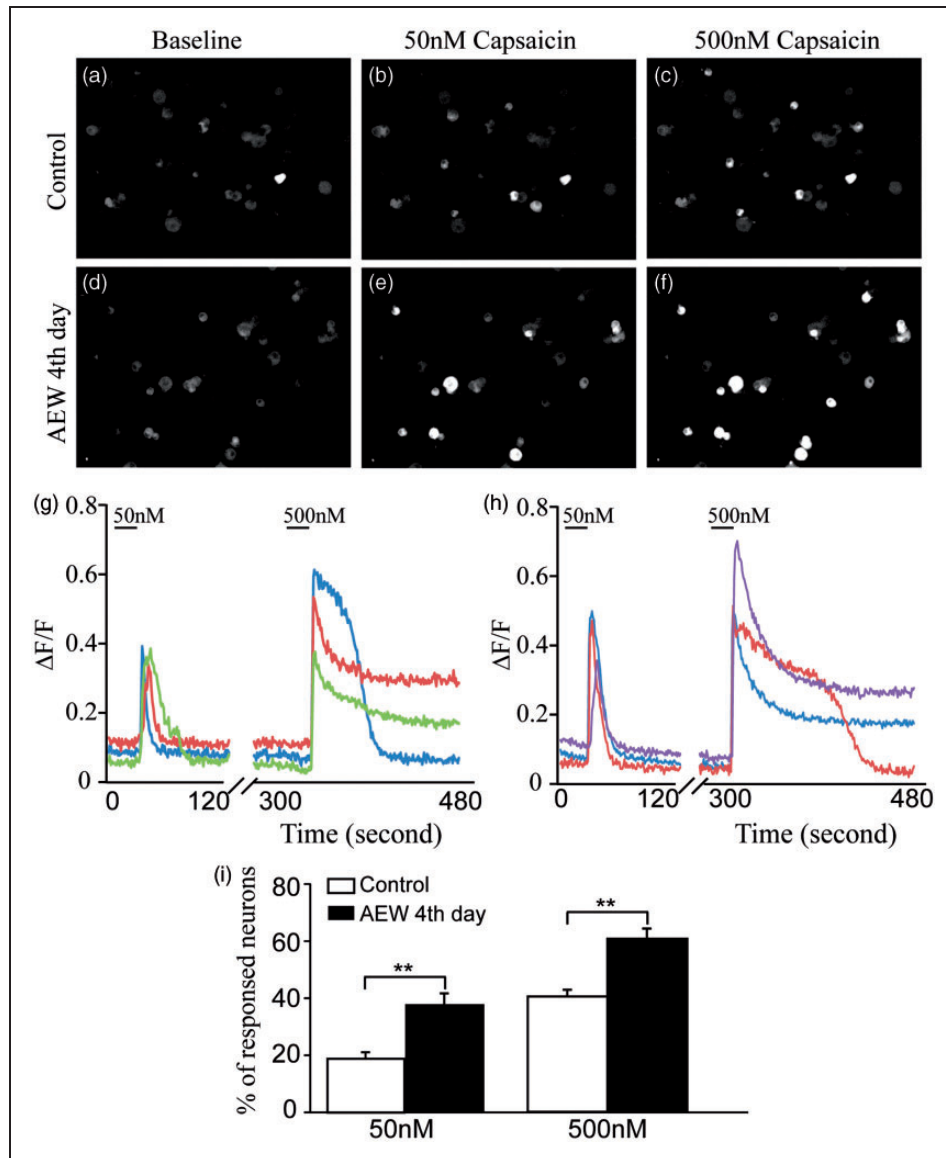 Baseline 50nM Capsaicin 500nM Capsaicin
Control
(a) (b) (c)
AEW 4th day
(d) (e) (f)
(g)
0.8
0.6
0.4
0.2
0
ΔF/F
50nM 500nM
0 120 300 480
Time (second)
(h)
0.8
0.6
0.4
0.2
0
ΔF/F
50nM 500nM
0 120 300 480
Time (second)
(i)
% of responsed neurons
80
60
40
20
0
Control
AEW 4th day
** **
50nM 500nM